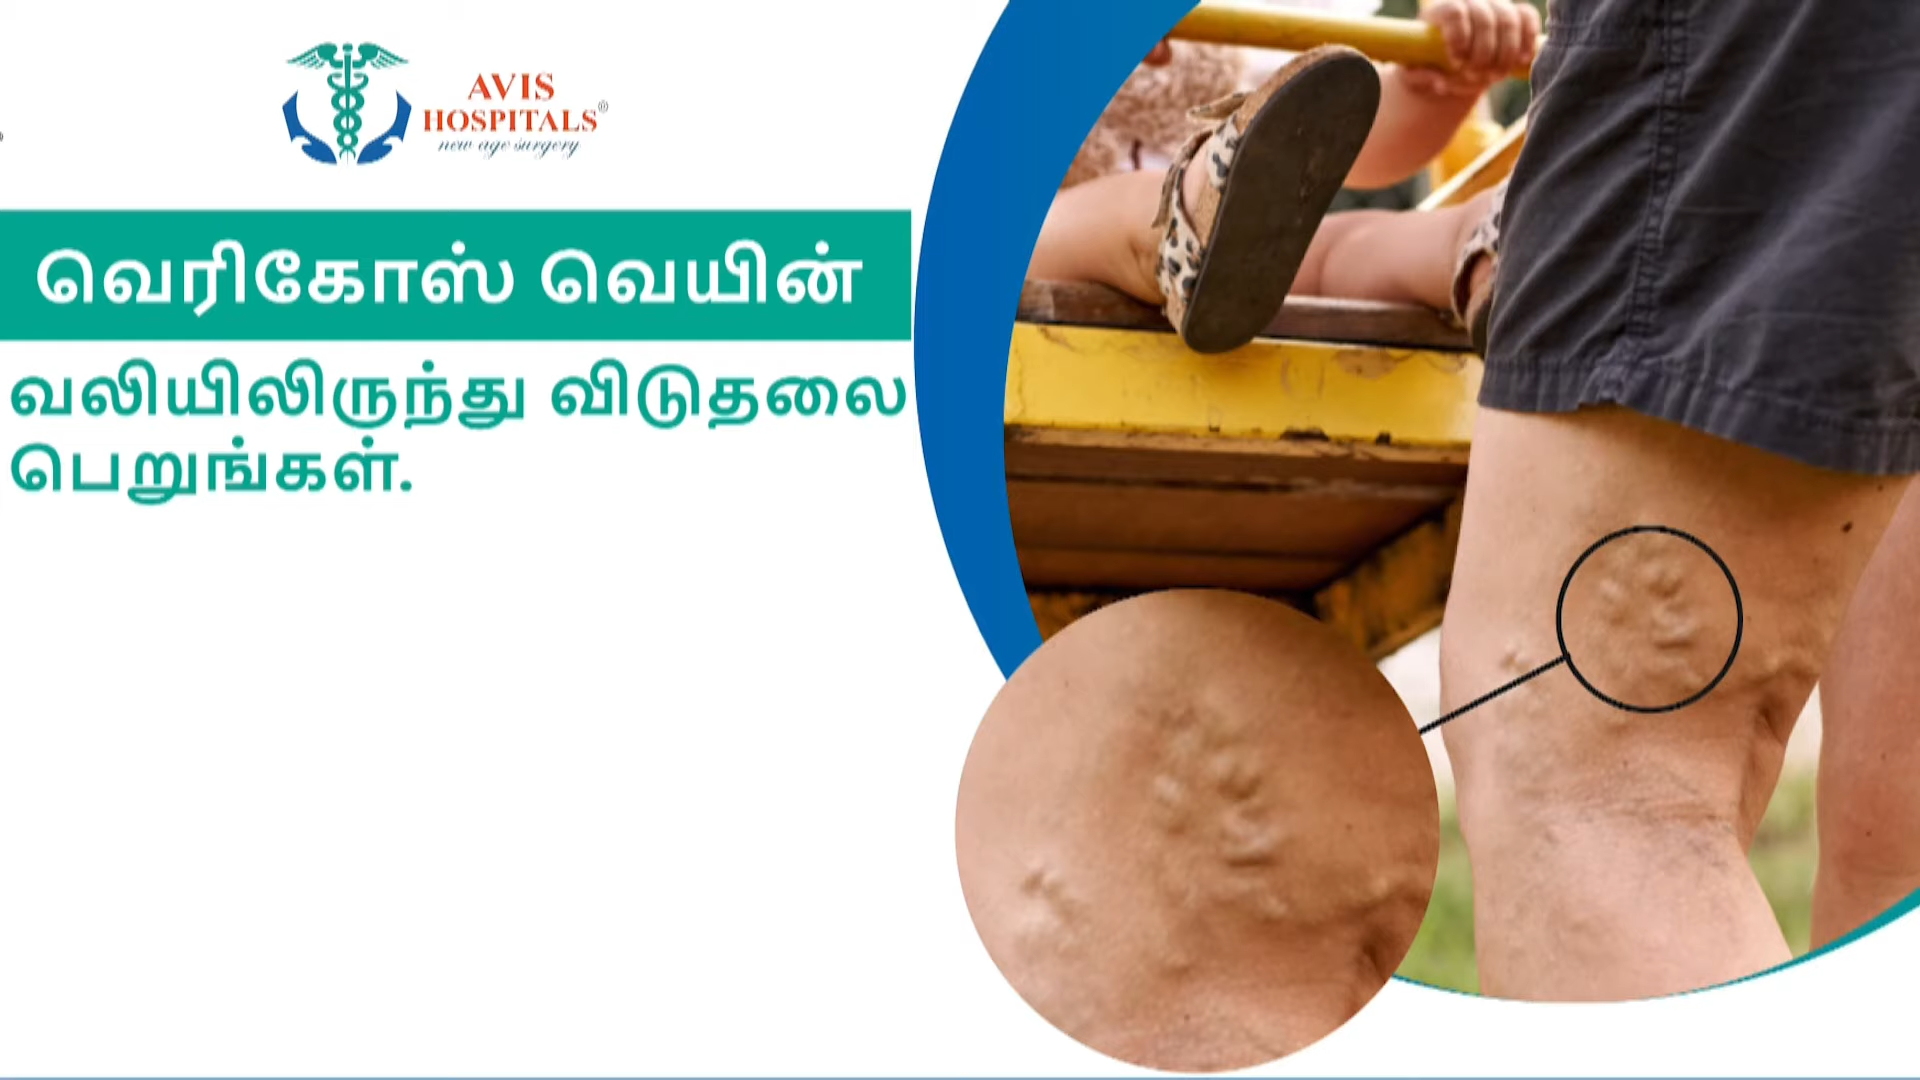 AVIS
HOSPITALS®
new age surgery
வெரிகோஸ் வெயின்
வலியிலிருந்து விடுதலை
பெறுங்கள்.